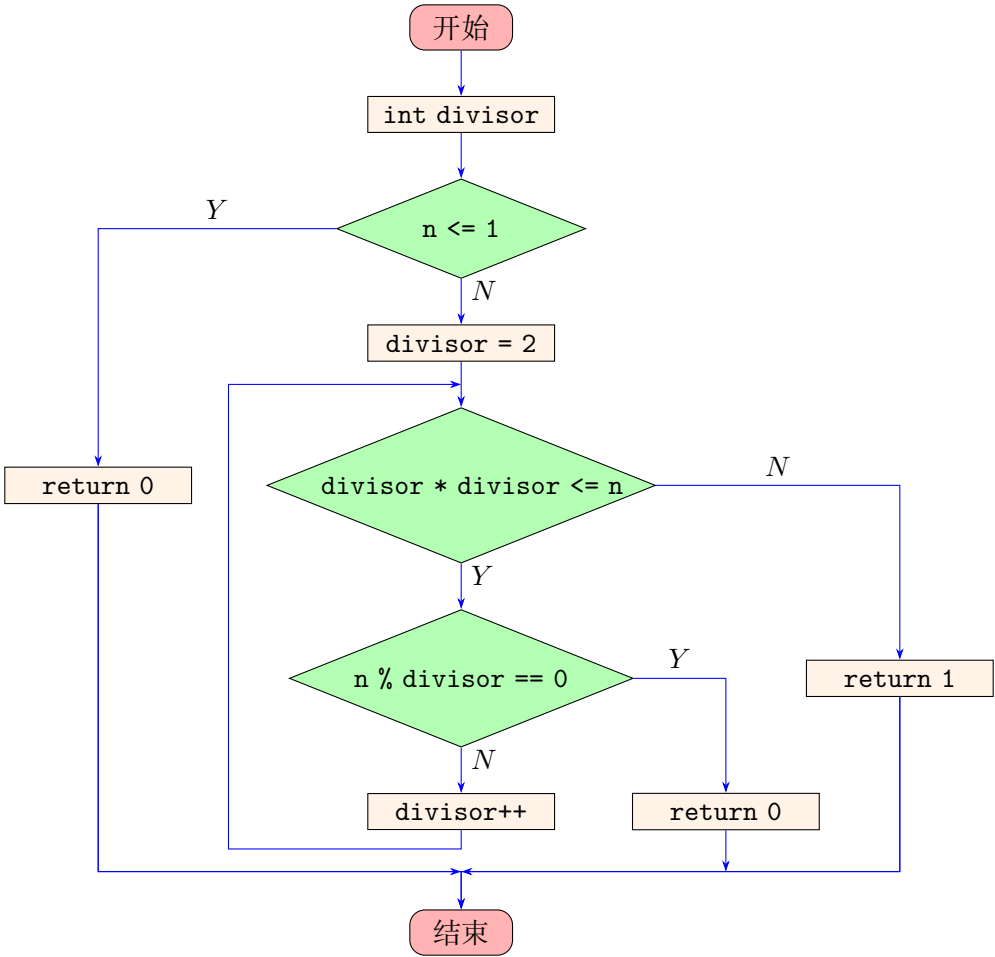 开始
int divisor
n <= 1
Y
N
divisor = 2
divisor * divisor <= n
N
return 0
Y
n % divisor == 0
Y
return 1
N
divisor++
return 0
结束